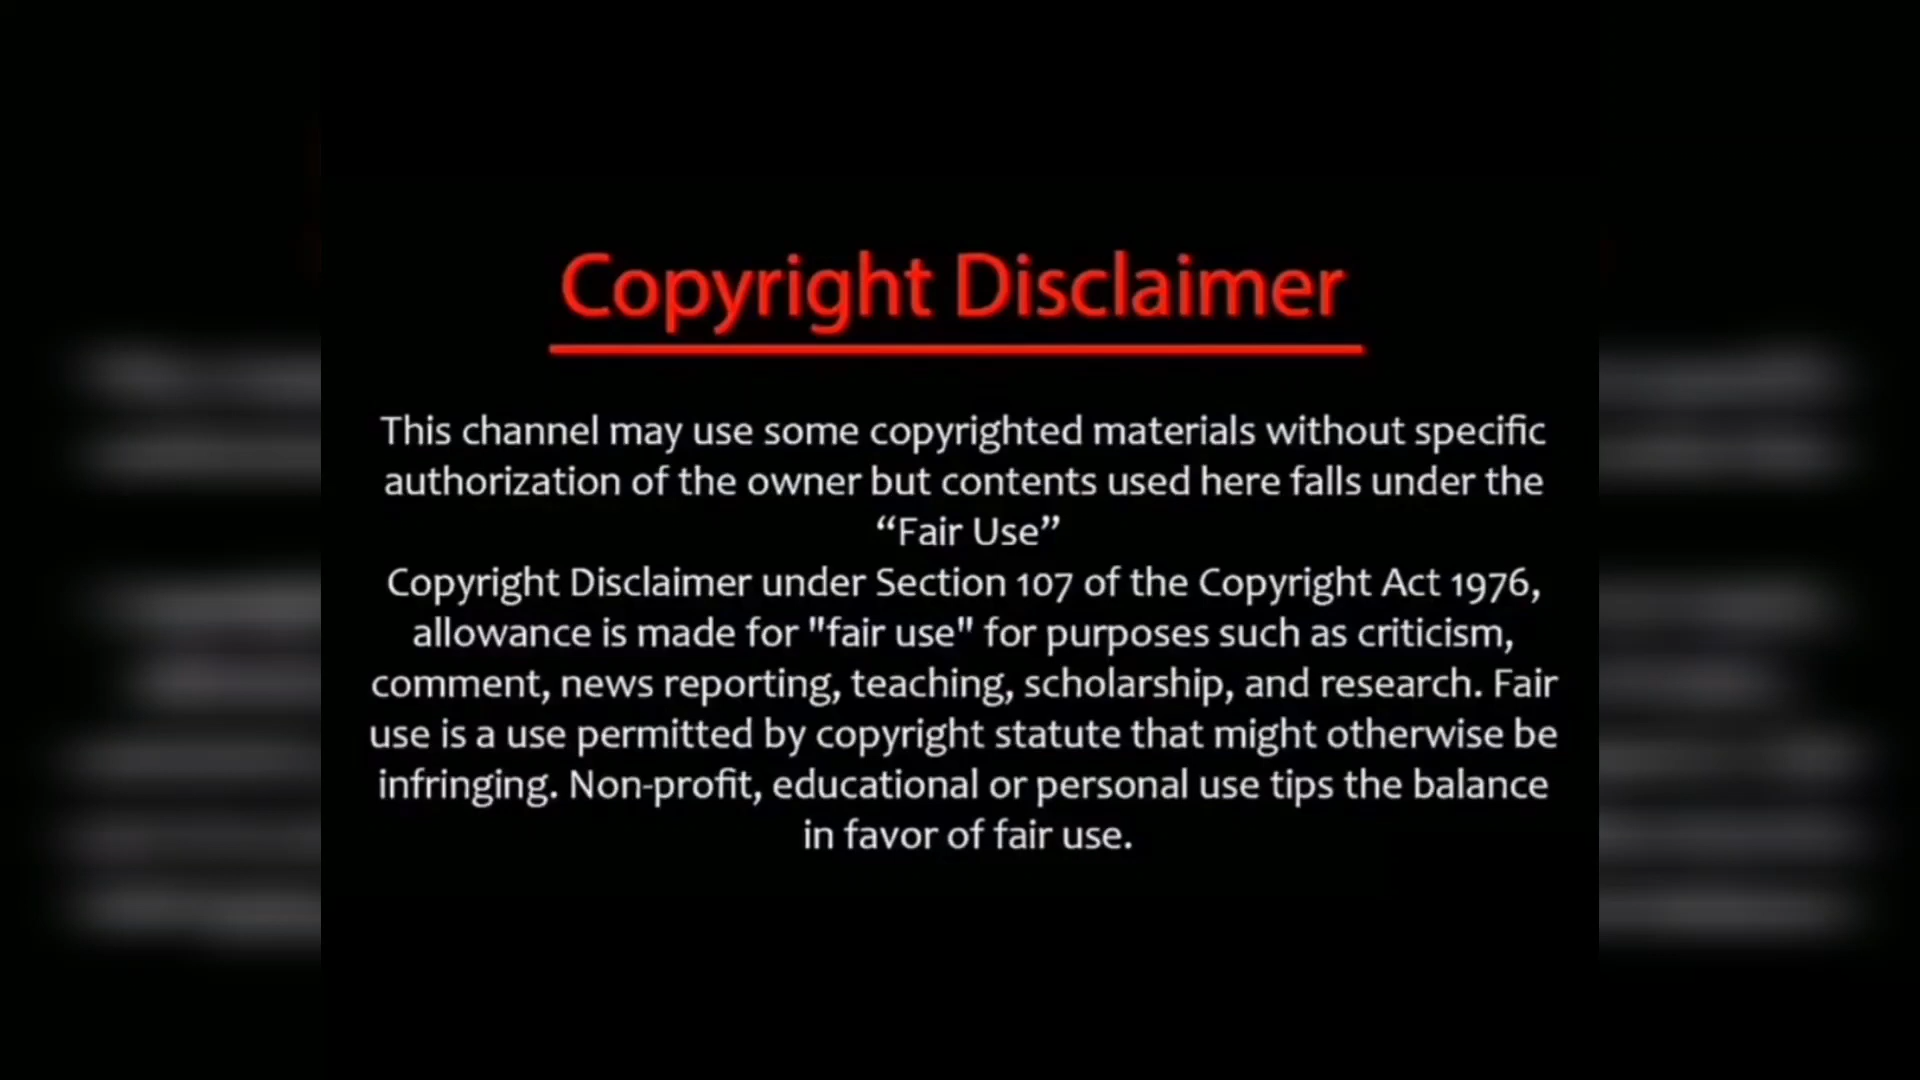 Copyright Disclaimer
This channel may use some copyrighted materials without specific
authorization of the owner but contents used here falls under the
“Fair Use”
Copyright Disclaimer under Section 107 of the Copyright Act 1976,
allowance is made for "fair use" for purposes such as criticism,
comment, news reporting, teaching, scholarship, and research. Fair
use is a use permitted by copyright statute that might otherwise be
infringing. Non-profit, educational or personal use tips the balance
in favor of fair use.